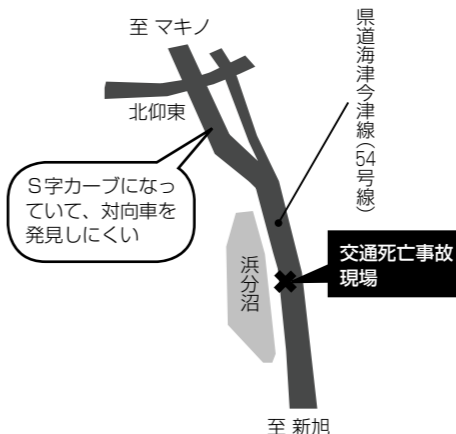 至 マキノ
県道海津今津線(54号線)
北仰東
S字カーブになっ
ていて、対向車を
発見しにくい
浜分沼
交通死亡事故
現場
至 新旭